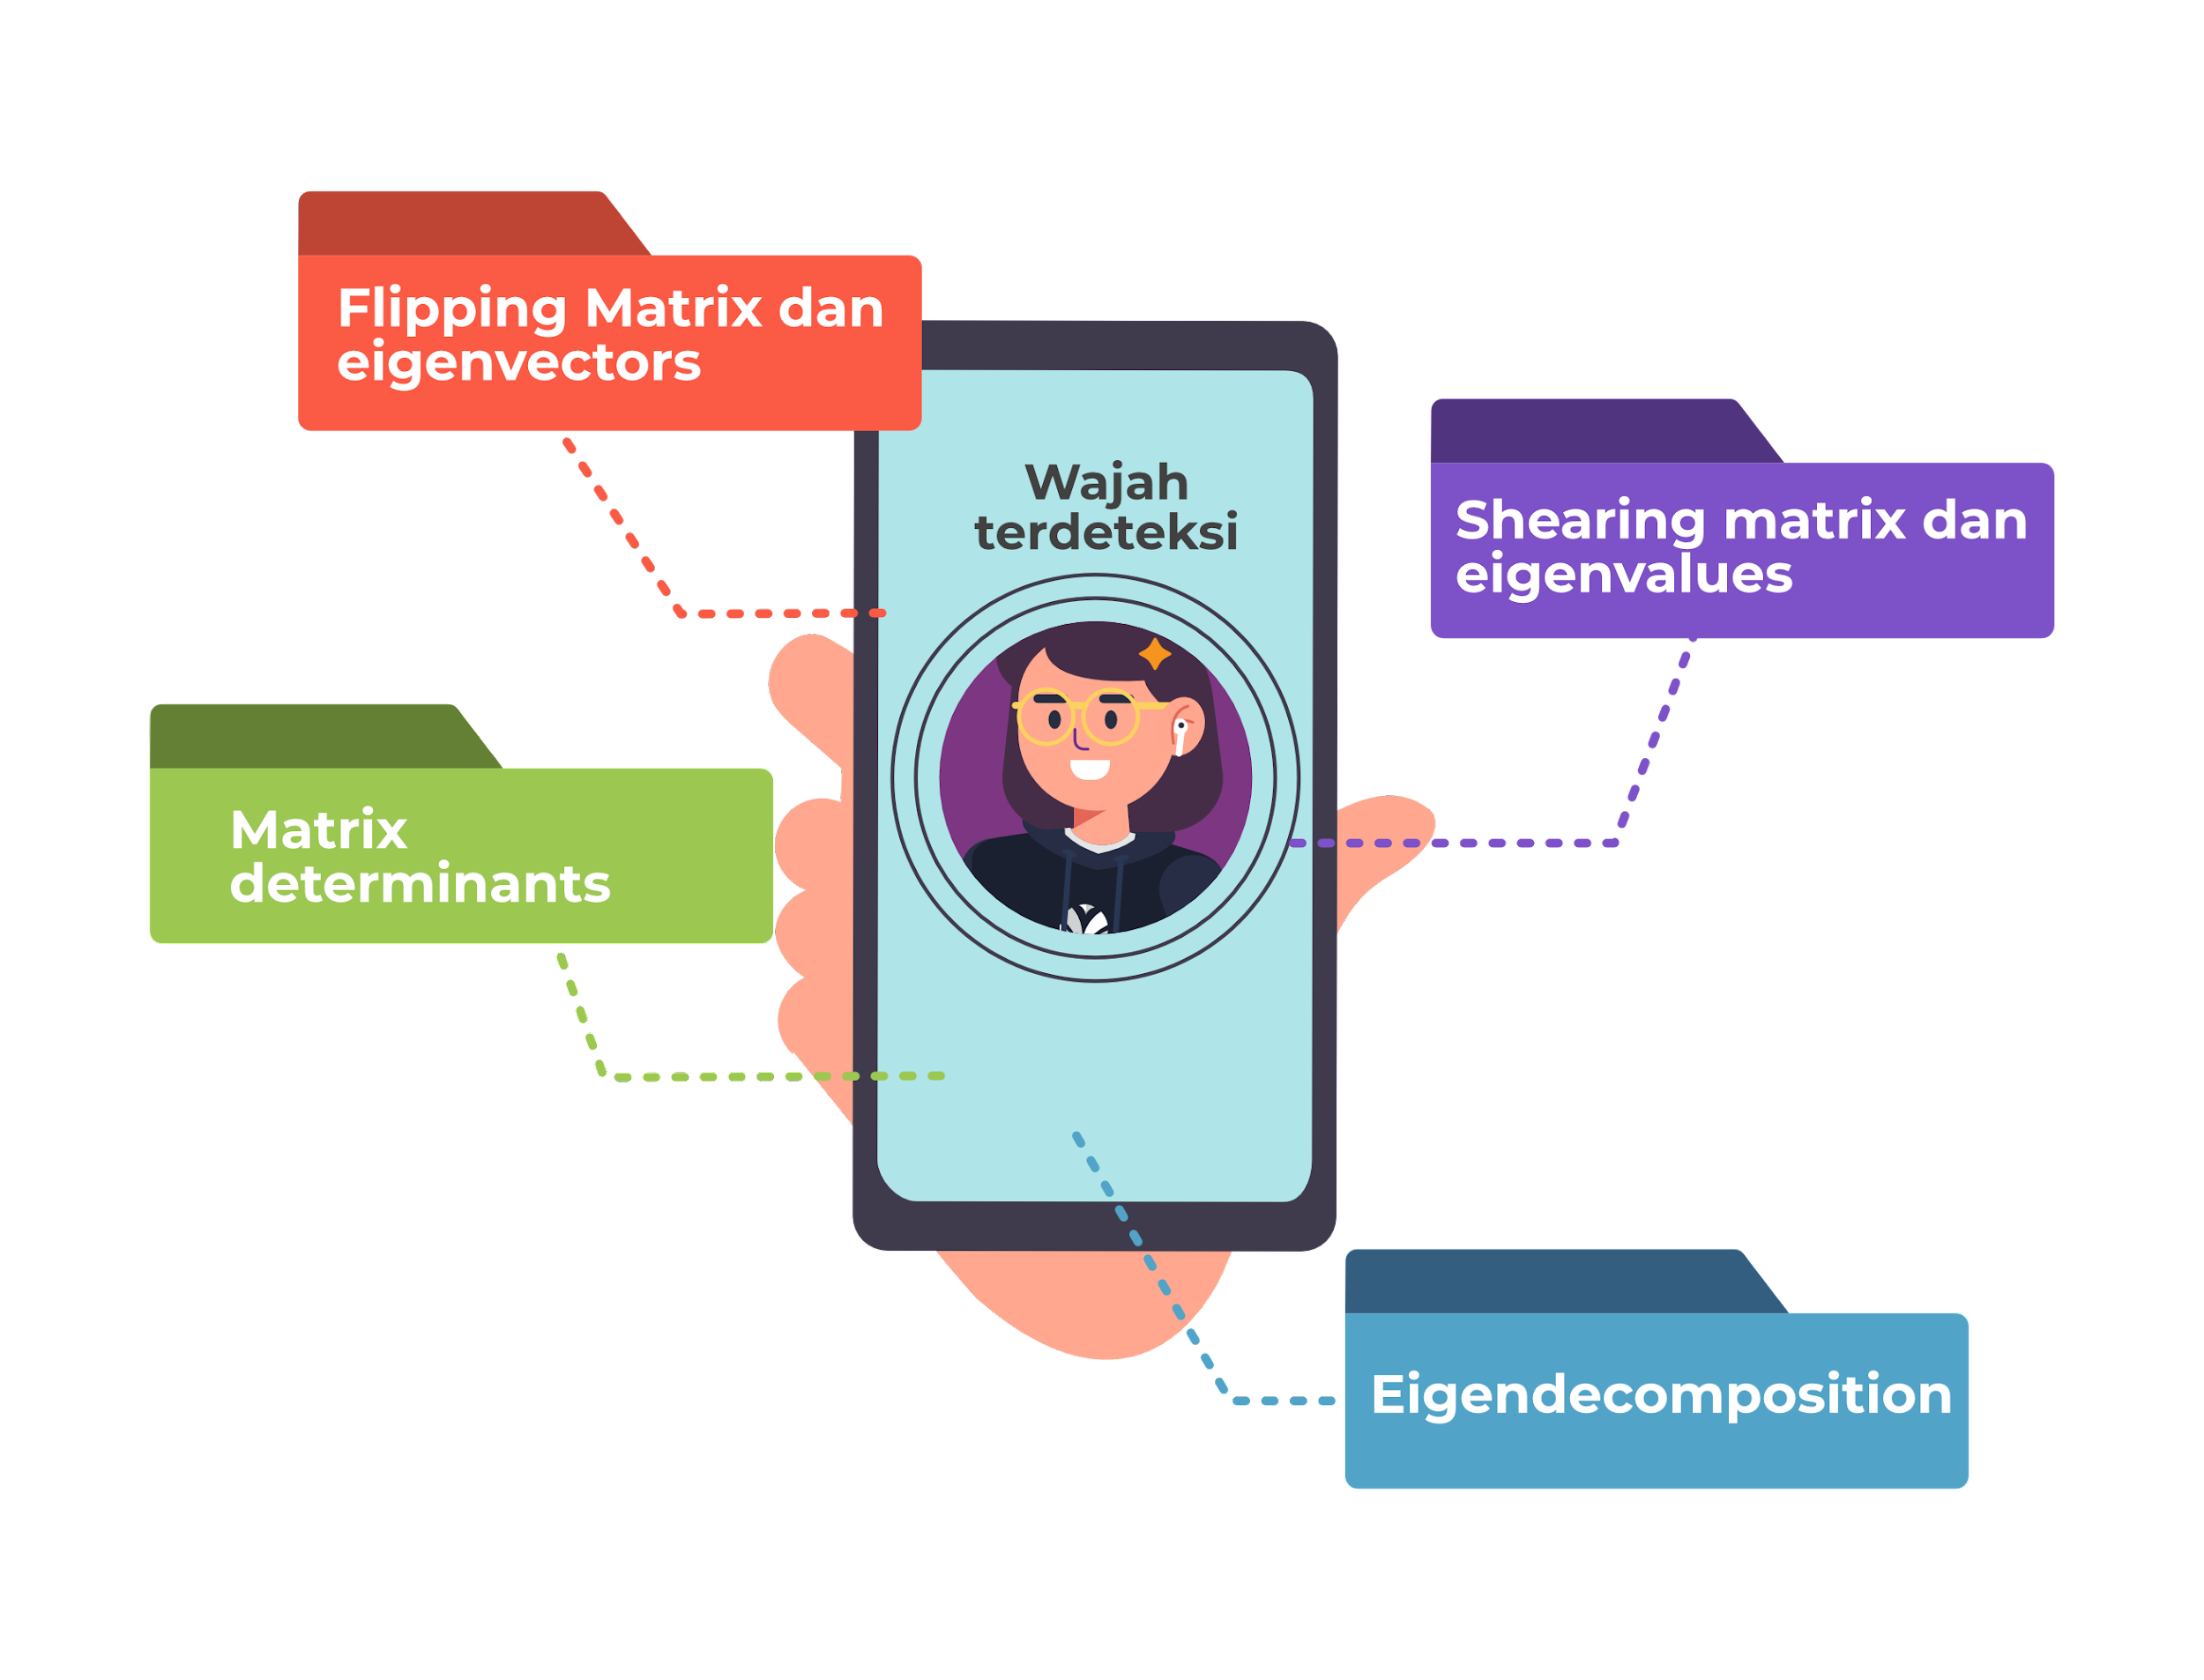 Flipping Matrix dan
eigenvectors
Wajah
terdeteksi
Shearing matrix dan
eigenvalues
Matrix
determinants
Eigendecomposition